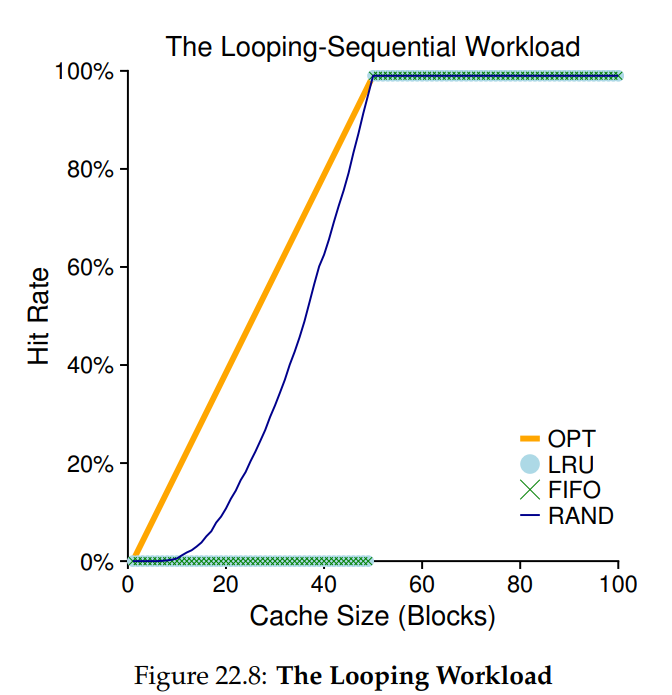 The Looping-Sequential Workload
100%
80%
60%
40%
20%
0%
Hit Rate
OPT
LRU
FIFO
RAND
0 20 40 60 80 100
Cache Size (Blocks)
Figure 22.8: The Looping Workload